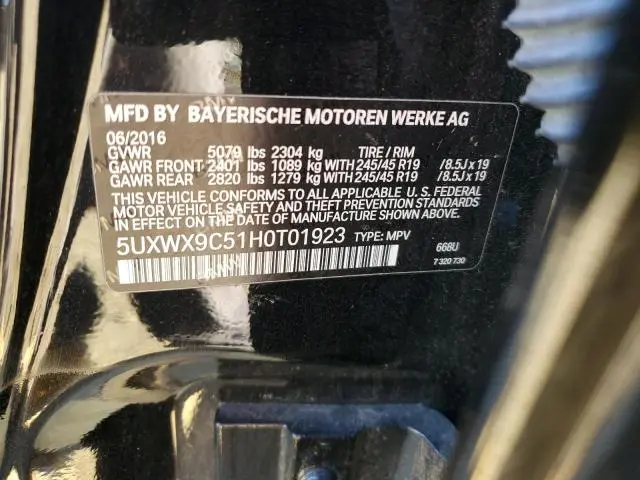 MFD BY BAYERISCHE MOTOREN WERKE AG
06/2016
GVWR 5079 lbs 2304 kg TIRE / RIM
GAWR FRONT 2401 lbs 1089 kg WITH 245/45 R19 /8.5J x 19
GAWR REAR 2820 lbs 1279 kg WITH 245/45 R19 /8.5J x 19
THIS VEHICLE CONFORMS TO ALL APPLICABLE U. S. FEDERAL
MOTOR VEHICLE SAFETY AND THEFT PREVENTION STANDARDS
IN EFFECT ON THE DATE OF MANUFACTURE SHOWN ABOVE.
5UXWX9C51H0T01923 TYPE: MPV 668U
7 320 730